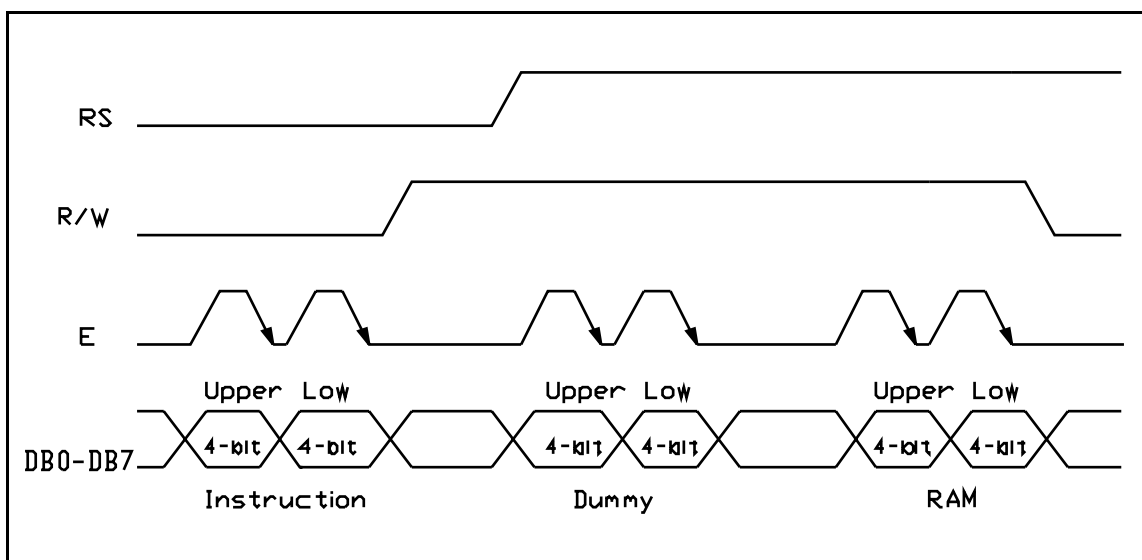 RS
R/W
E
Upper Low Upper Low Upper Low
DB0-DB7 4-bit 4-bit 4-bit 4-bit 4-bit 4-bit
Instruction Dummy RAM